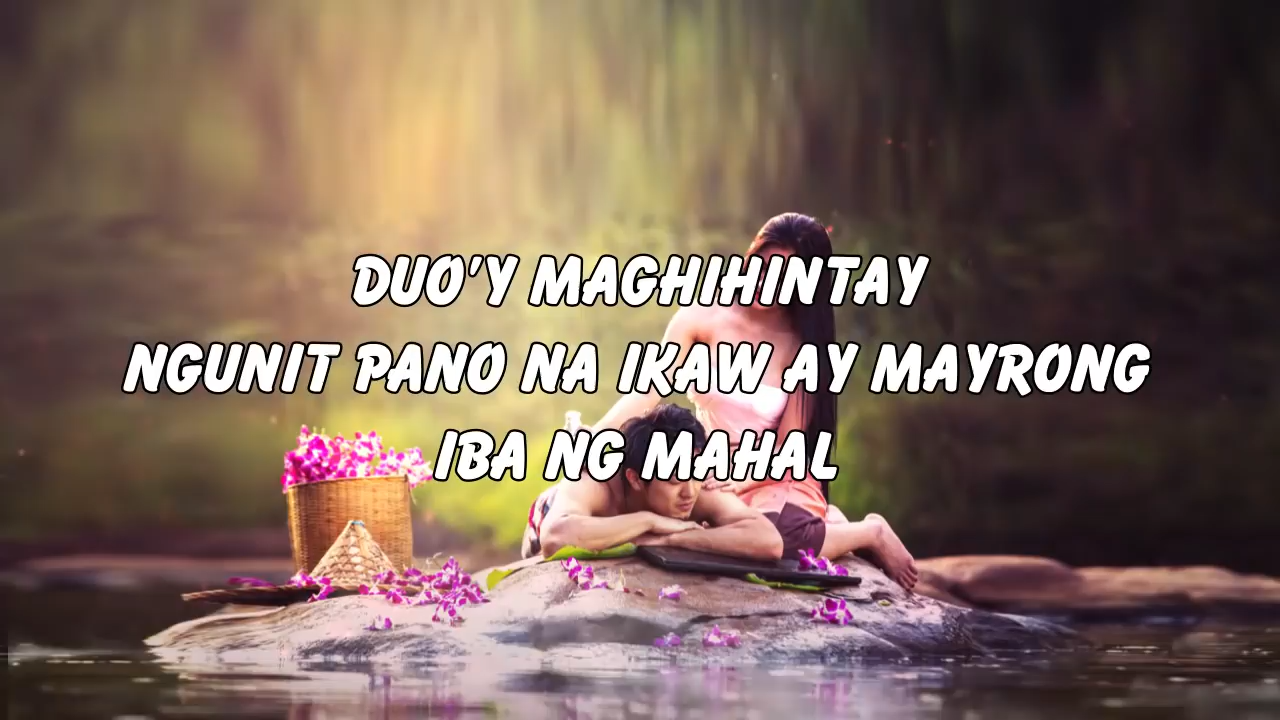 DUO'Y MAGHIHINTAY
NGUNIT PANO NA IKAW AY MAYRONG
IBA NG MAHAL